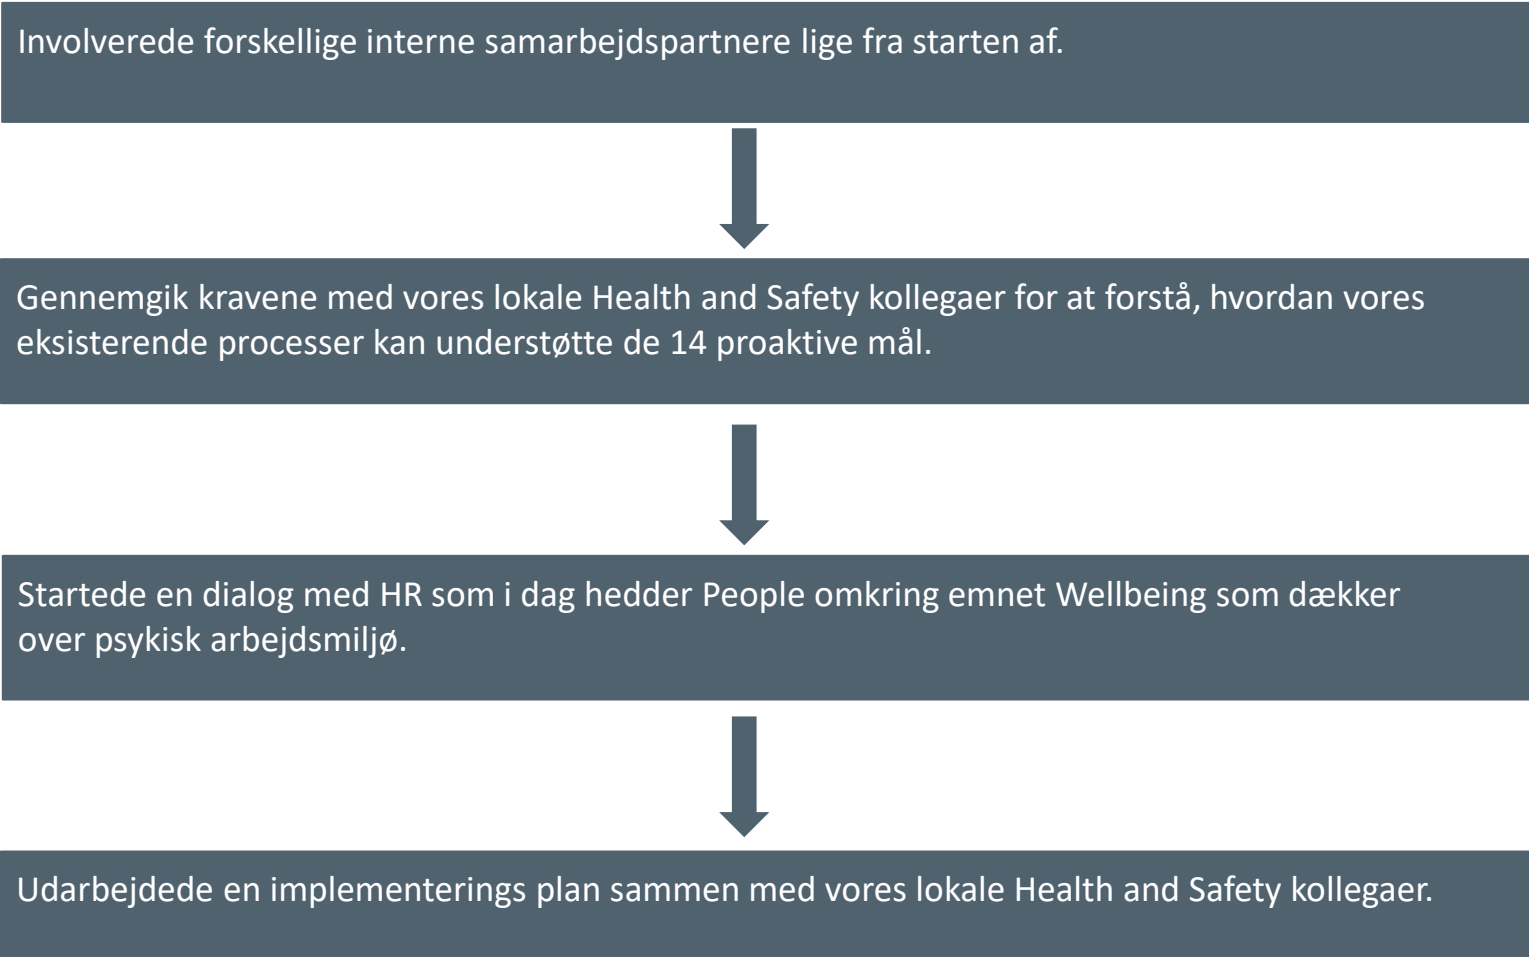 Involverede forskellige interne samarbejdspartnere lige fra starten af.
Gennemgik kravene med vores lokale Health and Safety kollegaer for at forstå, hvordan vores
eksisterende processer kan understøtte de 14 proaktive mål.
Startede en dialog med HR som i dag hedder People omkring emnet Wellbeing som dækker
over psykisk arbejdsmiljø.
Udarbejdede en implementerings plan sammen med vores lokale Health and Safety kollegaer.